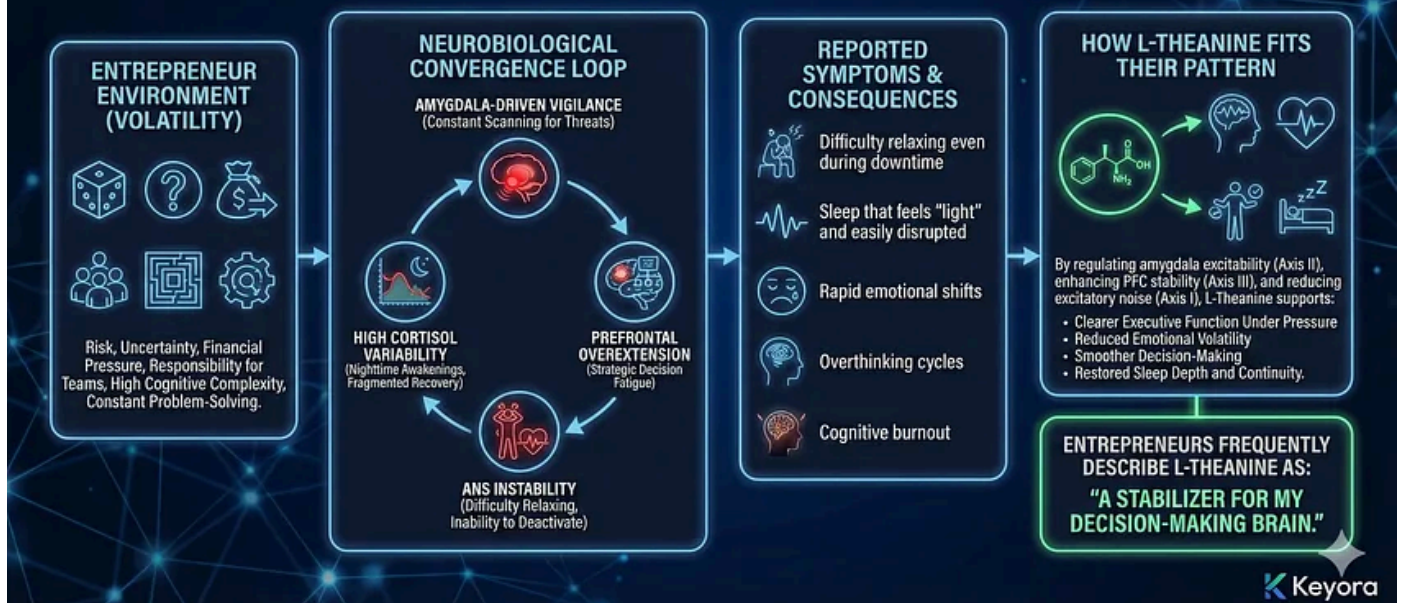 ENTREPRENEUR
ENVIRONMENT
(VOLATILITY)
?
$
Risk, Uncertainty, Financial
Pressure, Responsibility for
Teams, High Cognitive Complexity,
Constant Problem-Solving.
NEUROBIOLOGICAL
CONVERGENCE LOOP
AMYGDALA-DRIVEN VIGILANCE
(Constant Scanning for Threats)
PREFRONTAL
OVEREXTENSION
(Strategic Decision
Fatigue)
ANS INSTABILITY
(Difficulty Relaxing,
Inability to Deactivate)
HIGH CORTISOL
VARIABILITY
(Nighttime Awakenings,
Fragmented Recovery)
REPORTED
SYMPTOMS &
CONSEQUENCES
Difficulty relaxing even
during downtime
Sleep that feels "light"
and easily disrupted
Rapid emotional shifts
Overthinking cycles
Cognitive burnout
HOW L-THEANINE FITS
THEIR PATTERN
O
OH
NH₂
zzZ
By regulating amygdala excitability (Axis II),
enhancing PFC stability (Axis III), and reducing
excitatory noise (Axis I), L-Theanine supports:
• Clearer Executive Function Under Pressure
• Reduced Emotional Volatility
• Smoother Decision-Making
• Restored Sleep Depth and Continuity.
ENTREPRENEURS FREQUENTLY
DESCRIBE L-THEANINE AS:
"A STABILIZER FOR MY
DECISION-MAKING BRAIN."
Keyora